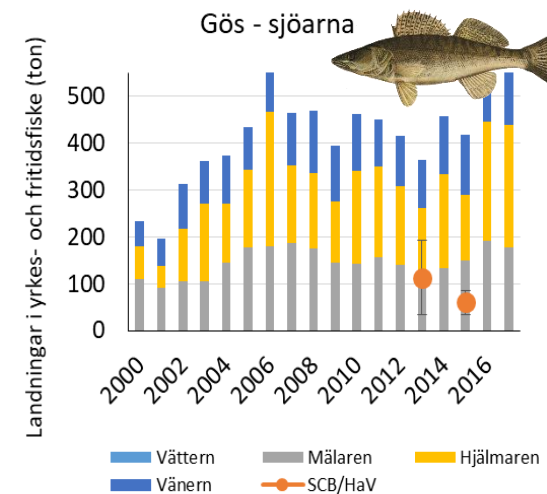 Gös - sjöarna
Landningar i yrkes- och fritidsfiske (ton)
500
400
300
200
100
0
2000
2002
2004
2006
2008
2010
2012
2014
2016
Vättern
Mälaren
Hjälmaren
Vänern
SCB/HaV